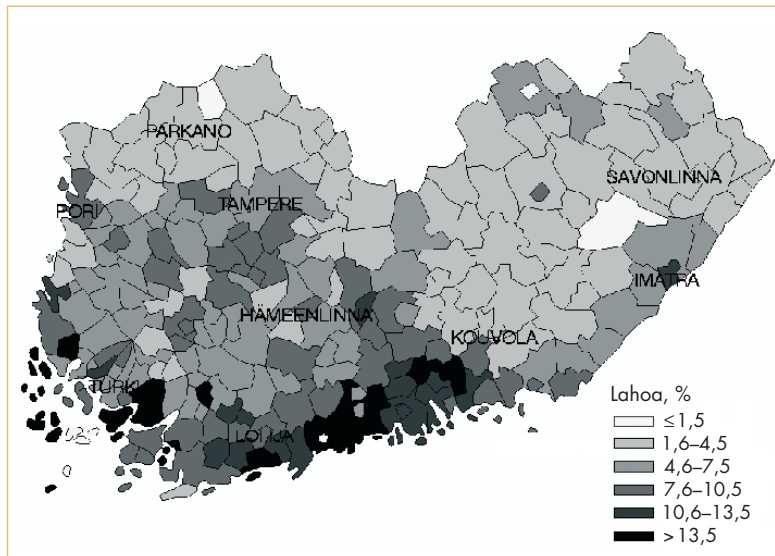 PARKANO
SAVONLINNA
PORI
TAMPERE
IMATRA
HÄMEENLINNA
KOUVOLA
TURKU
LOHJA
Lahoa, %
≤ 1,5
1,6–4,5
4,6–7,5
7,6–10,5
10,6–13,5
> 13,5